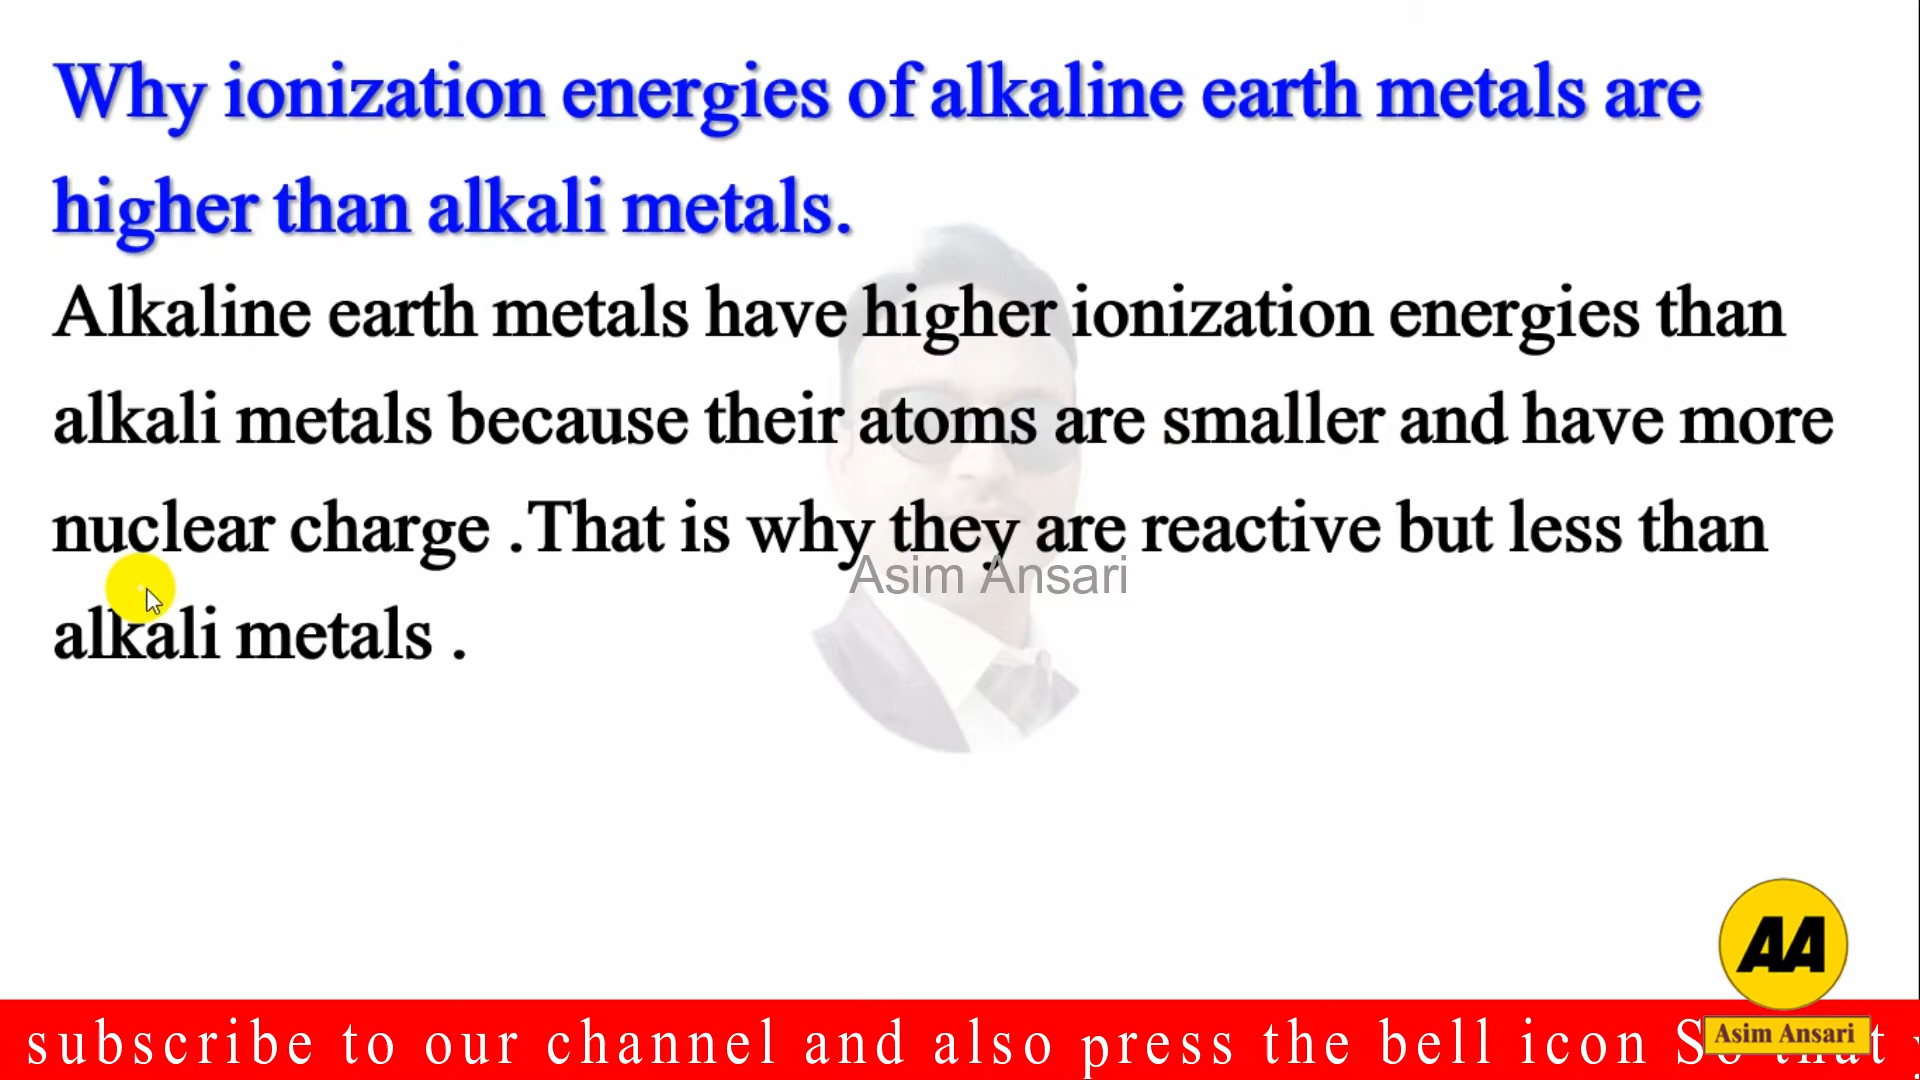 Why ionization energies of alkaline earth metals are
higher than alkali metals.
Alkaline earth metals have higher ionization energies than
alkali metals because their atoms are smaller and have more
nuclear charge .That is why they are reactive but less than
Asim Ansari
alkali metals .
AA
Asim Ansari
subscribe to our channel and also press the bell icon So that